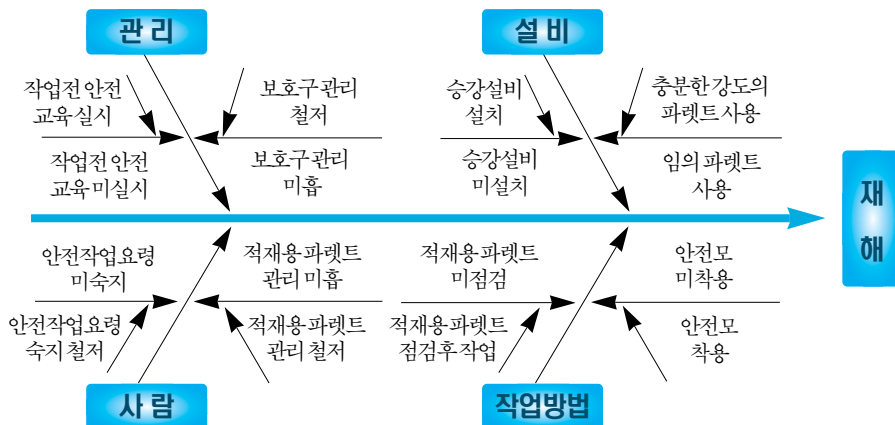 관리
설비
작업전 안전
교육 실시
보호구 관리
철저
승강설비
설치
충분한 강도의
파렛트 사용
작업전 안전
교육 미실시
보호구 관리
미흡
승강설비
미설치
임의 파렛트
사용
재
해
안전작업요령
미숙지
적재용 파렛트
관리 미흡
적재용 파렛트
미점검
안전모
미착용
안전작업요령
숙지 철저
적재용 파렛트
관리 철저
적재용 파렛트
점검후 작업
안전모
착용
사람
작업방법